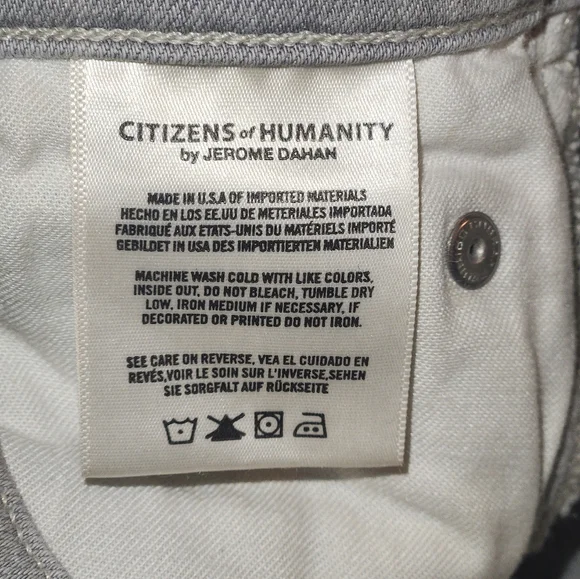 CITIZENS of HUMANITY
by JEROME DAHAN
MADE IN U.S.A OF IMPORTED MATERIALS
HECHO EN LOS EE.UU DE METERIALES IMPORTADA
FABRIQUÉ AUX ETATS-UNIS DU MATÉRIELS IMPORTÉ
GEBILDET IN USA DES IMPORTIERTEN MATERIALIEN
MACHINE WASH COLD WITH LIKE COLORS,
INSIDE OUT, DO NOT BLEACH, TUMBLE DRY
LOW, IRON MEDIUM IF NECESSARY, IF
DECORATED OR PRINTED DO NOT IRON.
SEE CARE ON REVERSE, VEA EL CUIDADO EN
REVÉS,VOIR LE SOIN SUR L'INVERSE,SEHEN
SIE SORGFALT AUF RÜCKSEITE